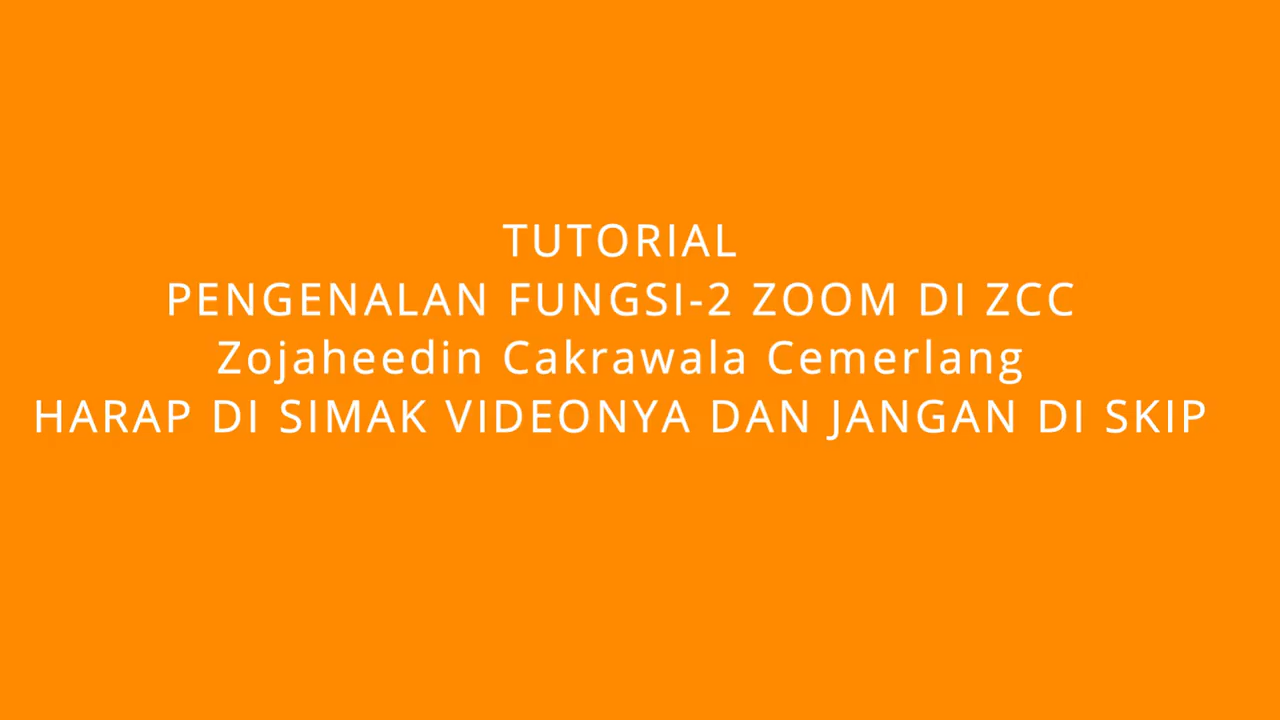 TUTORIAL
PENGENALAN FUNGSI-2 ZOOM DI ZCC
Zojaheedin Cakrawala Cemerlang
HARAP DI SIMAK VIDEONYA DAN JANGAN DI SKIP